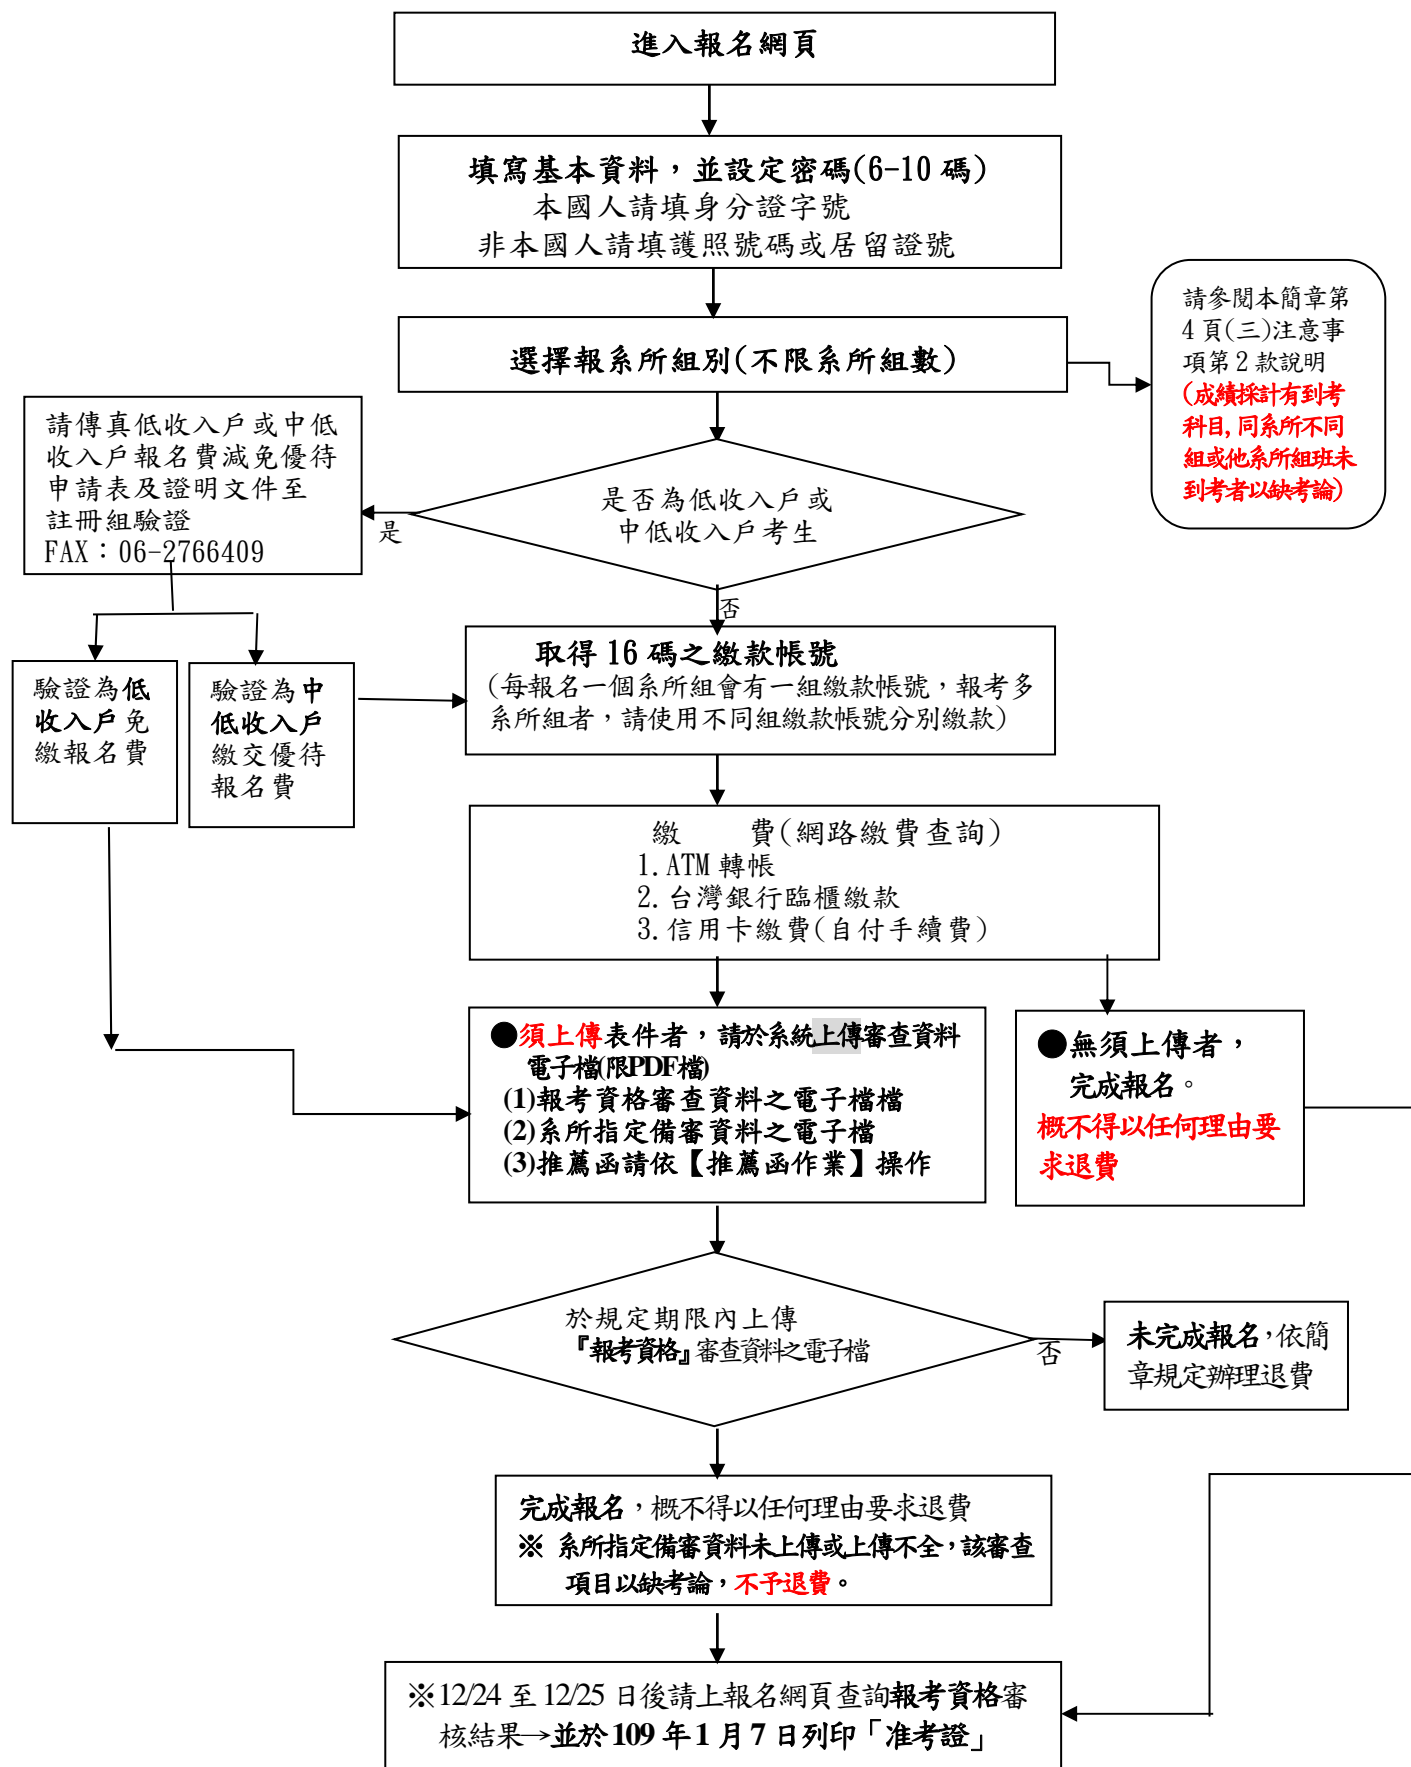 進入報名網頁
填寫基本資料，並設定密碼(6-10 碼)
本國人請填身分證字號
非本國人請填護照號碼或居留證號
選擇報系所組別(不限系所組數)
請參閱本簡章第
4 頁(三)注意事
項第 2 款說明
(成績採計有到考
科目, 同系所不同
組或他系所組班未
到考者以缺考論)
是否為低收入戶或
中低收入戶考生
是
否
請傳真低收入戶或中低
收入戶報名費減免優待
申請表及證明文件至
註冊組驗證
FAX：06-2766409
驗證為低
收入戶免
繳報名費
驗證為中
低收入戶
繳交優待
報名費
取得 16 碼之繳款帳號
(每報名一個系所組會有一組繳款帳號，報考多
系所組者，請使用不同組繳款帳號分別繳款)
繳　　費(網路繳費查詢)
1. ATM 轉帳
2. 台灣銀行臨櫃繳款
3. 信用卡繳費(自付手續費)
●須上傳表件者，請於系統上傳審查資料
電子檔(限PDF檔)
(1)報考資格審查資料之電子檔檔
(2)系所指定備審資料之電子檔
(3)推薦函請依【推薦函作業】操作
●無須上傳者，
完成報名。
概不得以任何理由要
求退費
於規定期限內上傳
『報考資格』審查資料之電子檔
否
未完成報名，依簡
章規定辦理退費
完成報名，概不得以任何理由要求退費
※ 系所指定備審資料未上傳或上傳不全，該審查
項目以缺考論，不予退費。
※12/24 至 12/25 日後請上報名網頁查詢報考資格審
核結果→並於 109 年 1 月 7 日列印「准考證」